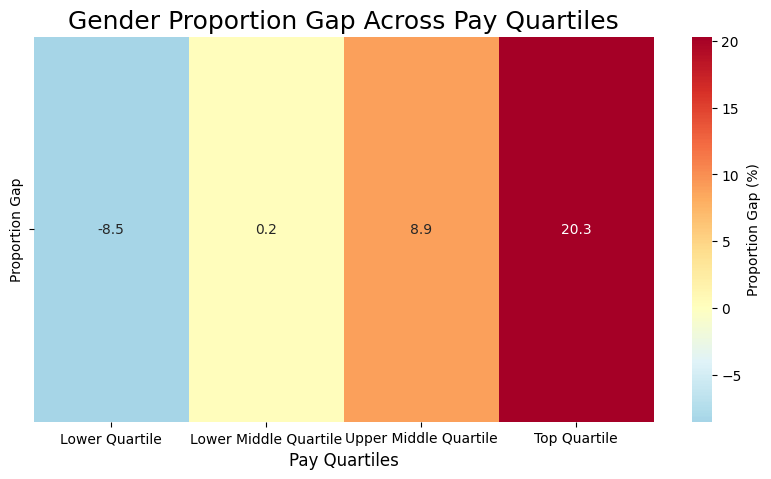 Gender Proportion Gap Across Pay Quartiles
Proportion Gap
-8.5
0.2
8.9
20.3
Lower Quartile
Lower Middle Quartile
Upper Middle Quartile
Top Quartile
Pay Quartiles
20
15
10
5
0
−5
Proportion Gap (%)